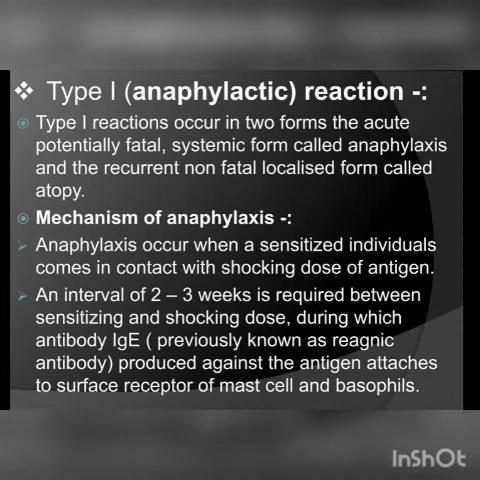 ❖ Type I (anaphylactic) reaction -:
Type I reactions occur in two forms the acute
potentially fatal, systemic form called anaphylaxis
and the recurrent non fatal localised form called
atopy.
Mechanism of anaphylaxis -:
➢ Anaphylaxis occur when a sensitized individuals
comes in contact with shocking dose of antigen.
➢ An interval of 2 – 3 weeks is required between
sensitizing and shocking dose, during which
antibody IgE ( previously known as reagnic
antibody) produced against the antigen attaches
to surface receptor of mast cell and basophils.
InShOt